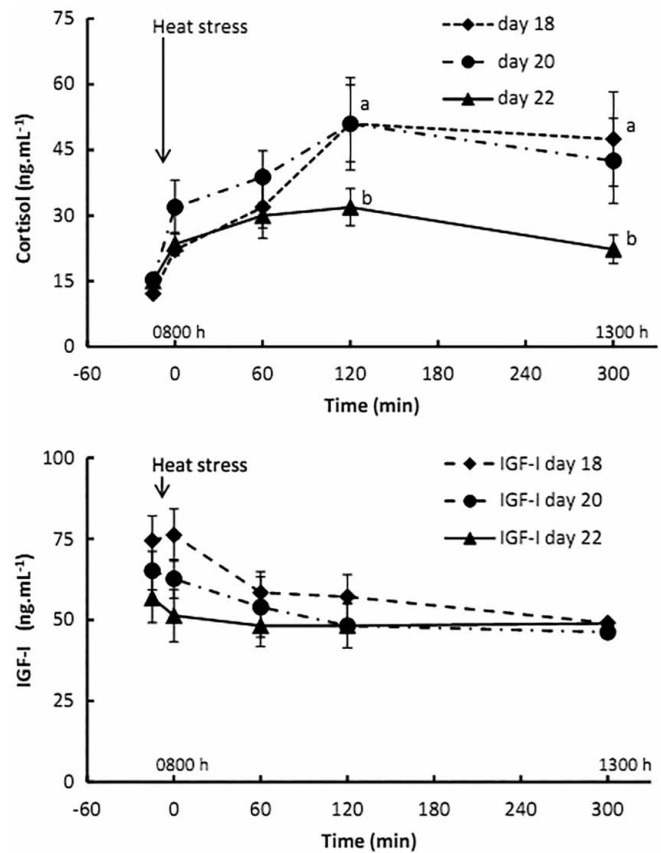 75
60
45
30
15
0
Cortisol (ng.mL⁻¹)
Heat stress
day 18
day 20
day 22
a
a
b
b
0800 h
1300 h
-60
0
60
120
180
240
300
Time (min)
100
75
50
25
0
IGF-I (ng.mL⁻¹)
Heat stress
IGF-I day 18
IGF-I day 20
IGF-I day 22
0800 h
1300 h
-60
0
60
120
180
240
300
Time (min)